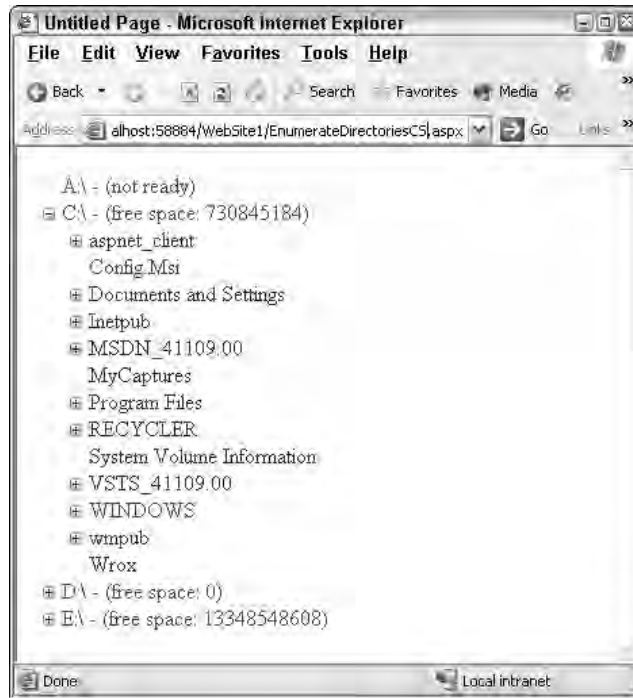 Untitled Page - Microsoft Internet Explorer
File Edit View Favorites Tools Help
Back Search Favorites Media »
Address alhost:58884/WebSite1/EnumerateDirectoriesCS.aspx Go Links »
A:\ - (not ready)
C:\ - (free space: 730845184)
aspnet_client
Config.Msi
Documents and Settings
Inetpub
MSDN_41109.00
MyCaptures
Program Files
RECYCLER
System Volume Information
VSTS_41109.00
WINDOWS
wmpub
Wrox
D:\ - (free space: 0)
E:\ - (free space: 13348548608)
Done Local intranet